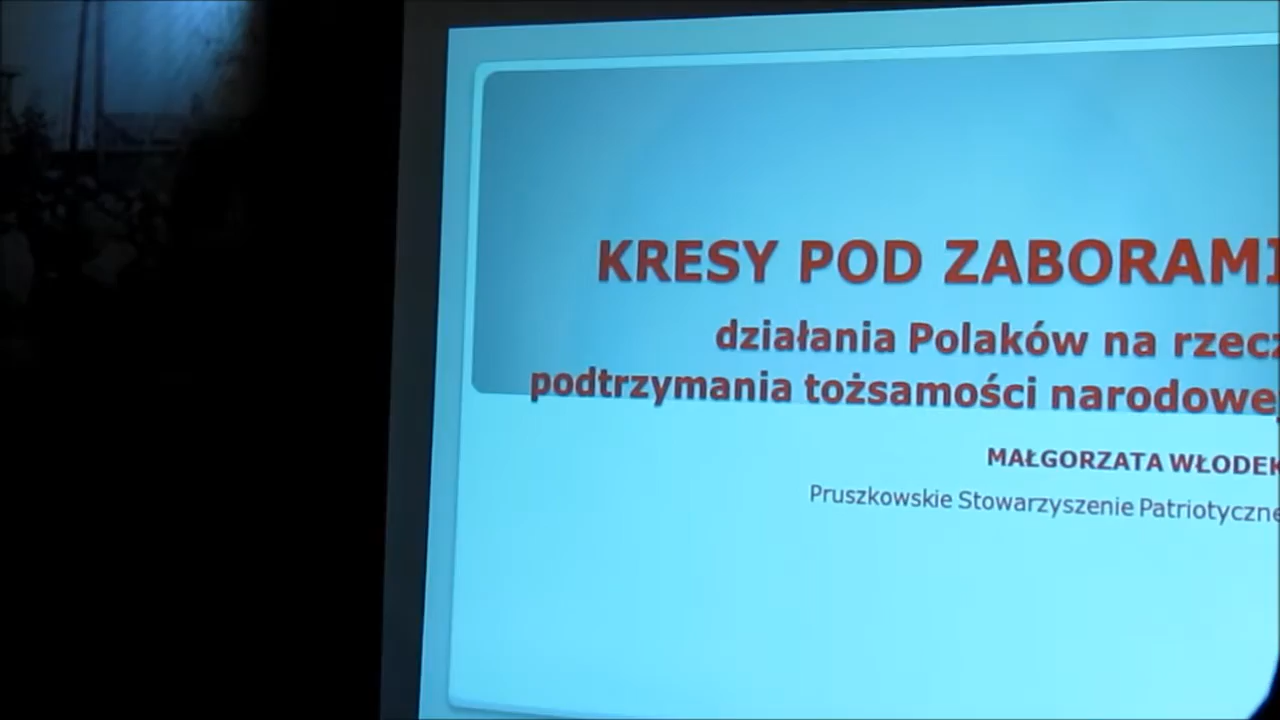 KRESY POD ZABORAMI
działania Polaków na rzecz
podtrzymania tożsamości narodowej
MAŁGORZATA WŁODEK
Pruszkowskie Stowarzyszenie Patriotyczne